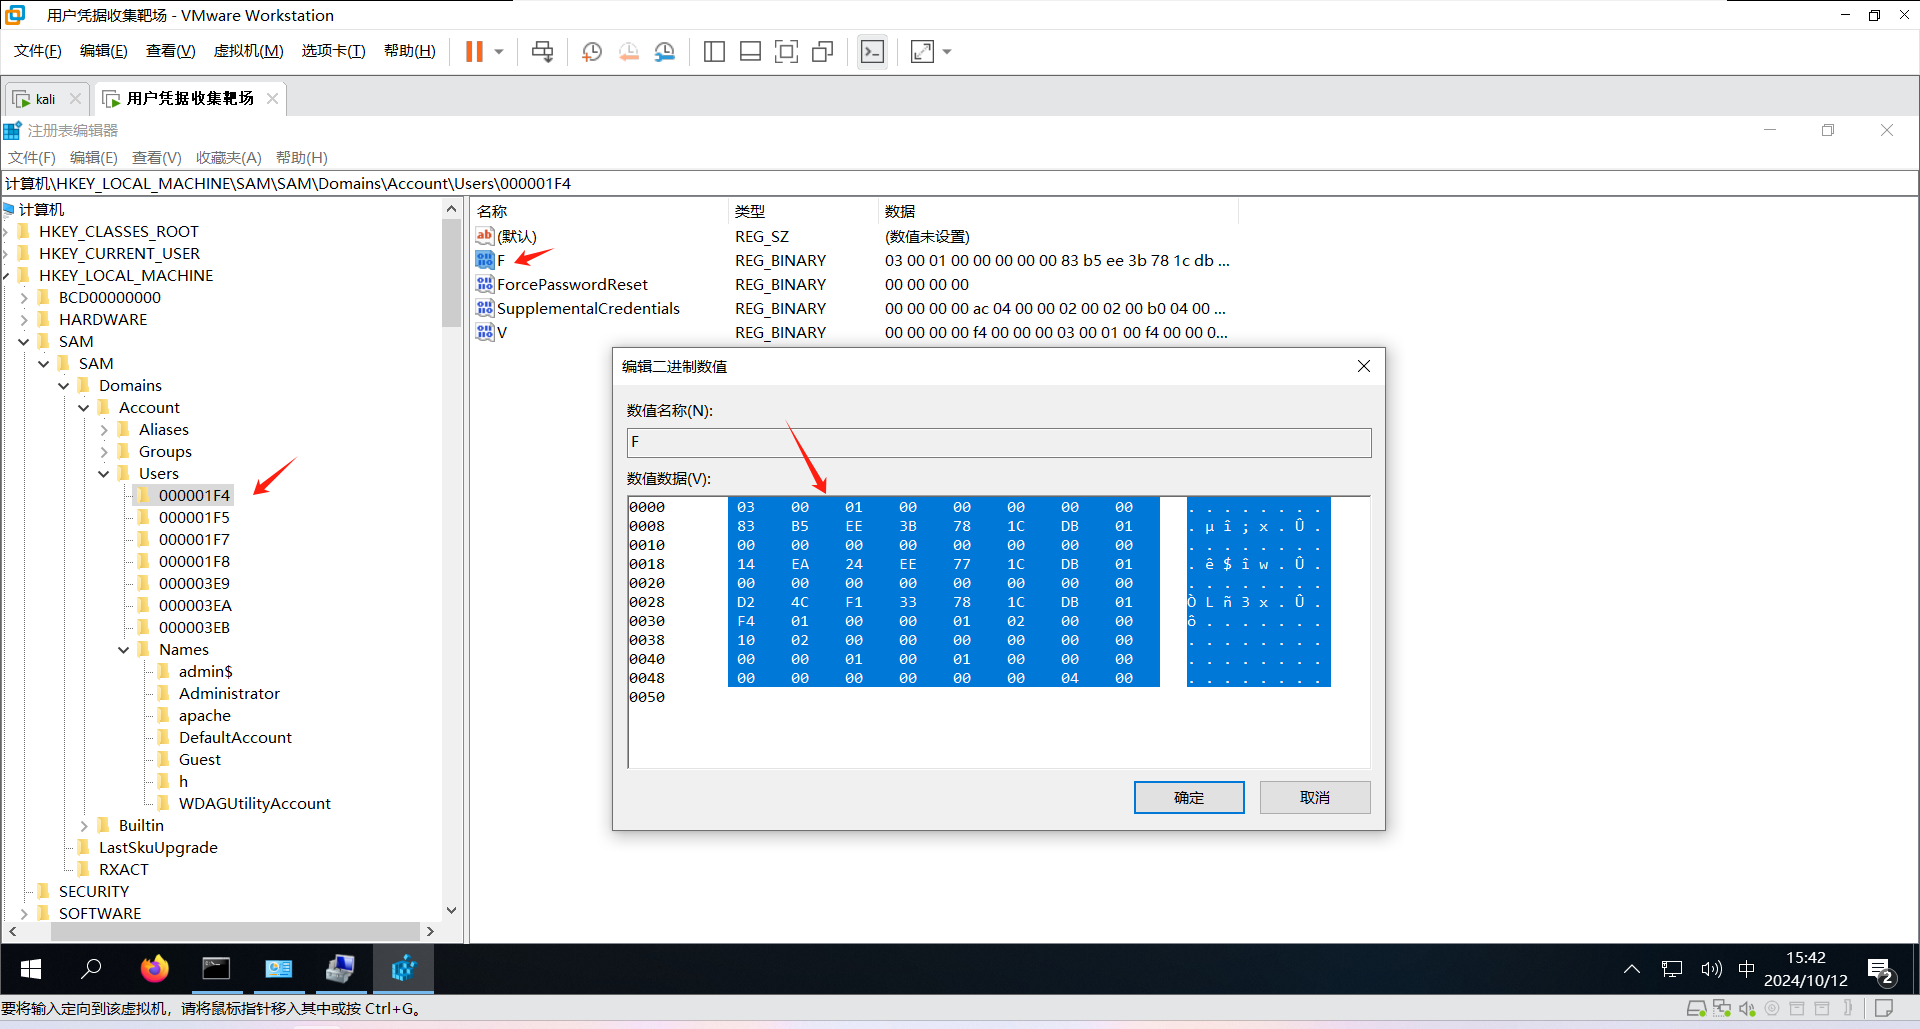 用户凭据收集靶场 - VMware Workstation
文件(F) 编辑(E) 查看(V) 虚拟机(M) 选项卡(T) 帮助(H)
kali
用户凭据收集靶场
注册表编辑器
文件(F) 编辑(E) 查看(V) 收藏夹(A) 帮助(H)
计算机\HKEY_LOCAL_MACHINE\SAM\SAM\Domains\Account\Users\000001F4
计算机
HKEY_CLASSES_ROOT
HKEY_CURRENT_USER
HKEY_LOCAL_MACHINE
BCD00000000
HARDWARE
SAM
SAM
Domains
Account
Aliases
Groups
Users
000001F4
000001F5
000001F7
000001F8
000003E9
000003EA
000003EB
Names
admin$
Administrator
apache
DefaultAccount
Guest
h
WDAGUtilityAccount
Builtin
LastSkuUpgrade
RXACT
SECURITY
SOFTWARE
名称 类型 数据
(默认) REG_SZ (数值未设置)
F REG_BINARY 03 00 01 00 00 00 00 00 83 b5 ee 3b 78 1c db ...
ForcePasswordReset REG_BINARY 00 00 00 00
SupplementalCredentials REG_BINARY 00 00 00 00 ac 04 00 00 02 00 02 00 b0 04 00 ...
V REG_BINARY 00 00 00 00 f4 00 00 00 03 00 01 00 f4 00 00 0...
编辑二进制数值
数值名称(N):
F
数值数据(V):
0000 03 00 01 00 00 00 00 00 . . . . . . . .
0008 83 B5 EE 3B 78 1C DB 01 . µ î ; x . Û .
0010 00 00 00 00 00 00 00 00 . . . . . . . .
0018 14 EA 24 EE 77 1C DB 01 . ê $ î w . Û .
0020 00 00 00 00 00 00 00 00 . . . . . . . .
0028 D2 4C F1 33 78 1C DB 01 Ò L ñ 3 x . Û .
0030 F4 01 00 00 01 02 00 00 ô . . . . . . .
0038 10 02 00 00 00 00 00 00 . . . . . . . .
0040 00 00 01 00 01 00 00 00 . . . . . . . .
0048 00 00 00 00 00 00 04 00 . . . . . . . .
0050
确定 取消
中
15:42
2024/10/12
2
要将输入定向到该虚拟机，请将鼠标指针移入其中或按 Ctrl+G。